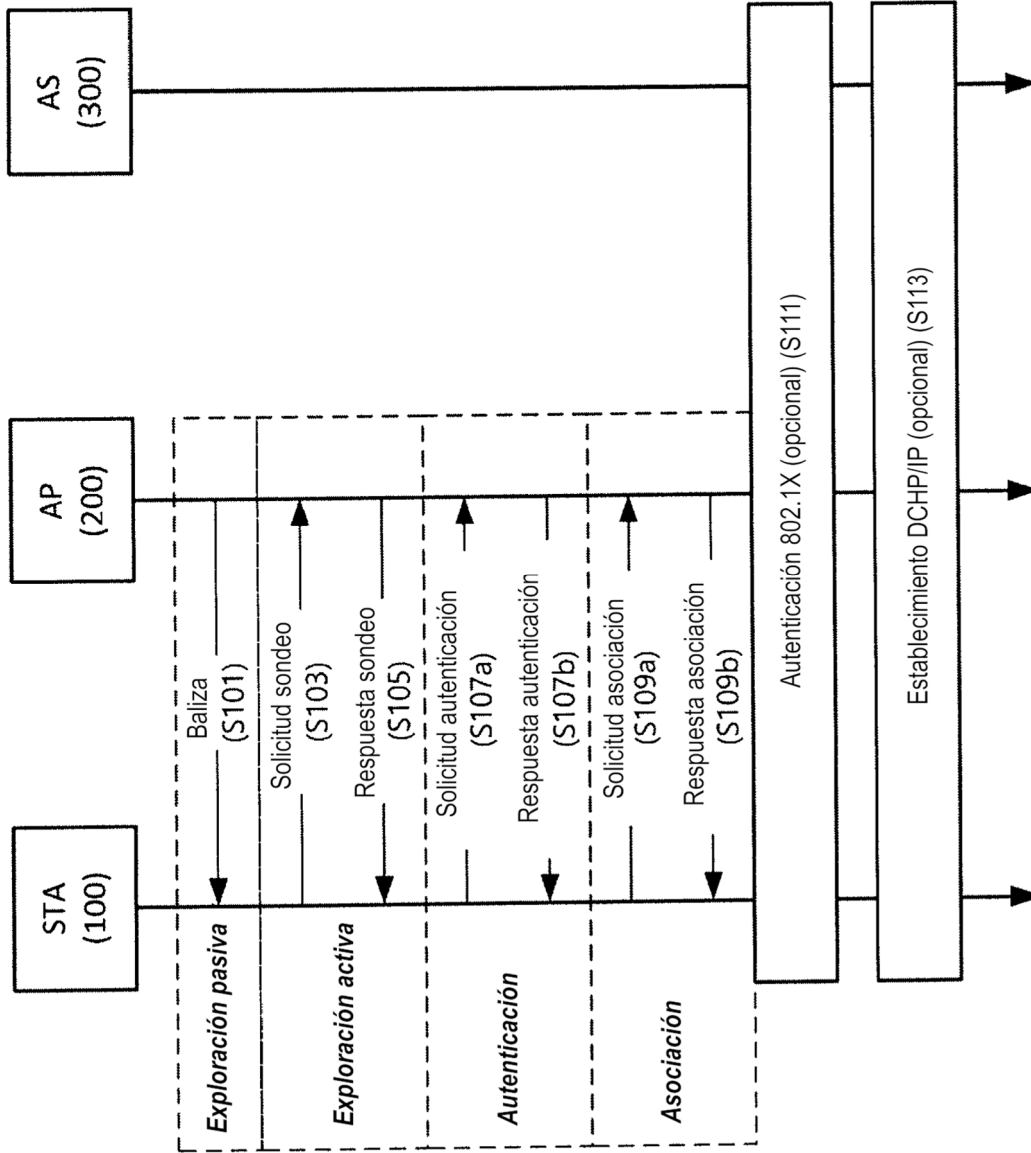 STA
(100)
AP
(200)
AS
(300)
Exploración pasiva
Baliza
(S101)
Exploración activa
Solicitud sondeo
(S103)
Respuesta sondeo
(S105)
Autenticación
Solicitud autenticación
(S107a)
Respuesta autenticación
(S107b)
Asociación
Solicitud asociación
(S109a)
Respuesta asociación
(S109b)
Autenticación 802.1X (opcional) (S111)
Establecimiento DCHP/IP (opcional) (S113)